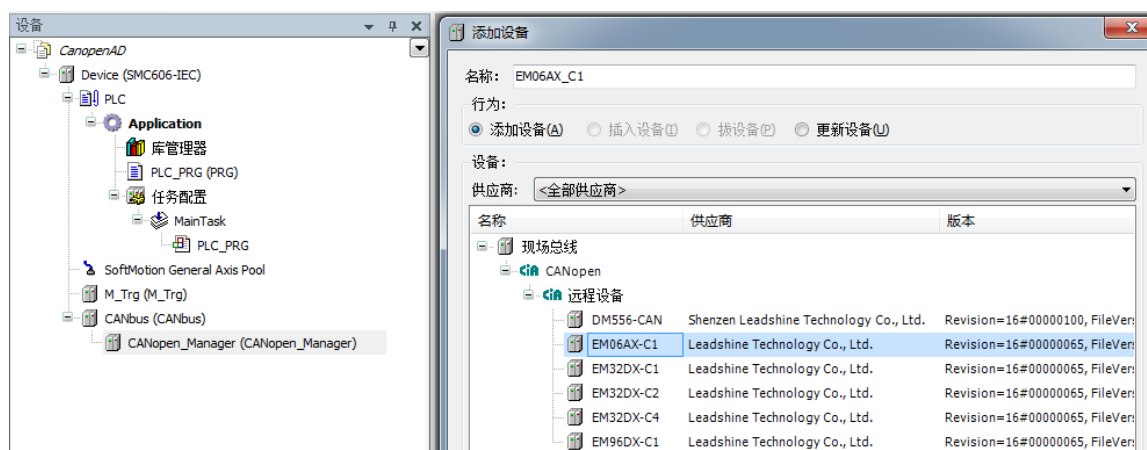 设备
CanopenAD
Device (SMC606-IEC)
PLC
Application
库管理器
PLC_PRG (PRG)
任务配置
MainTask
PLC_PRG
SoftMotion General Axis Pool
M_Trg (M_Trg)
CANbus (CANbus)
CANopen_Manager (CANopen_Manager)
添加设备
名称: EM06AX_C1
行为:
添加设备(A) 插入设备(I) 拔设备(P) 更新设备(U)
设备:
供应商: <全部供应商>
名称 供应商 版本
现场总线
CiA CANopen
CiA 远程设备
DM556-CAN Shenzen Leadshine Technology Co., Ltd. Revision=16#00000100, FileVers
EM06AX-C1 Leadshine Technology Co., Ltd. Revision=16#00000065, FileVers
EM32DX-C1 Leadshine Technology Co., Ltd. Revision=16#00000065, FileVers
EM32DX-C2 Leadshine Technology Co., Ltd. Revision=16#00000065, FileVers
EM32DX-C4 Leadshine Technology Co., Ltd. Revision=16#00000065, FileVers
EM96DX-C1 Leadshine Technology Co., Ltd. Revision=16#00000065, FileVers